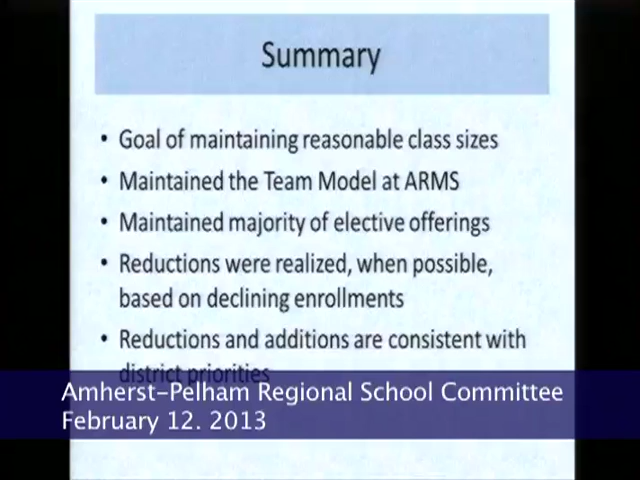 Summary
• Goal of maintaining reasonable class sizes
• Maintained the Team Model at ARMS
• Maintained majority of elective offerings
• Reductions were realized, when possible,
based on declining enrollments
• Reductions and additions are consistent with
district priorities
Amherst-Pelham Regional School Committee
February 12. 2013